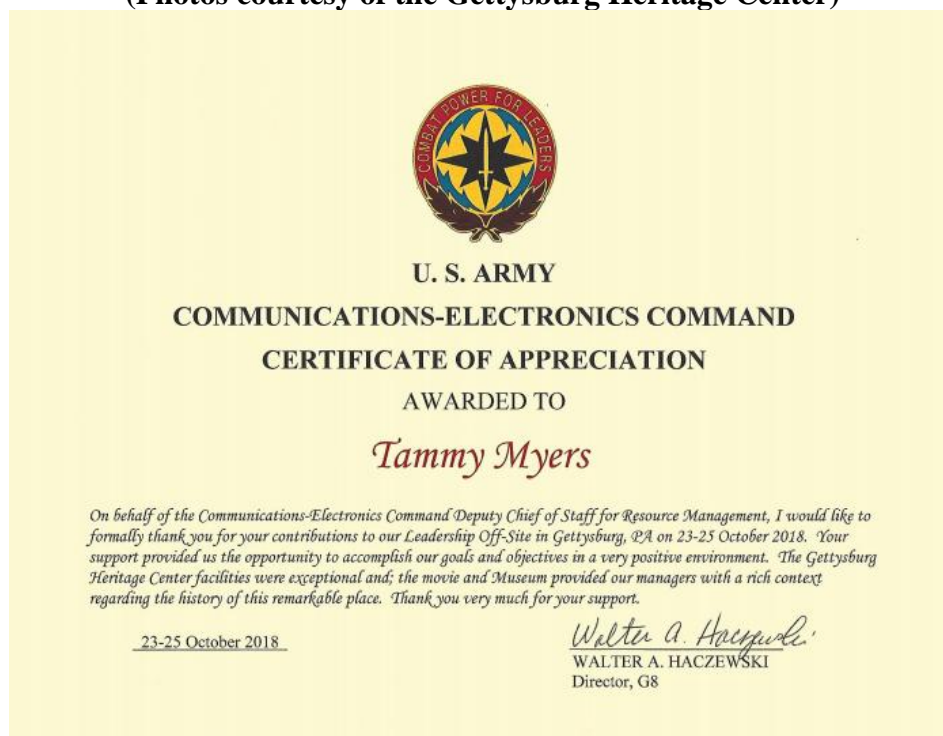 (Photos courtesy of the Gettysburg Heritage Center)
COMBAT POWER FOR LEADERS
U. S. ARMY
COMMUNICATIONS-ELECTRONICS COMMAND
CERTIFICATE OF APPRECIATION
AWARDED TO
Tammy Myers
On behalf of the Communications-Electronics Command Deputy Chief of Staff for Resource Management, I would like to
formally thank you for your contributions to our Leadership Off-Site in Gettysburg, PA on 23-25 October 2018. Your
support provided us the opportunity to accomplish our goals and objectives in a very positive environment. The Gettysburg
Heritage Center facilities were exceptional and; the movie and Museum provided our managers with a rich context
regarding the history of this remarkable place. Thank you very much for your support.
23-25 October 2018
Walter A. Haczewski
WALTER A. HACZEWSKI
Director, G8